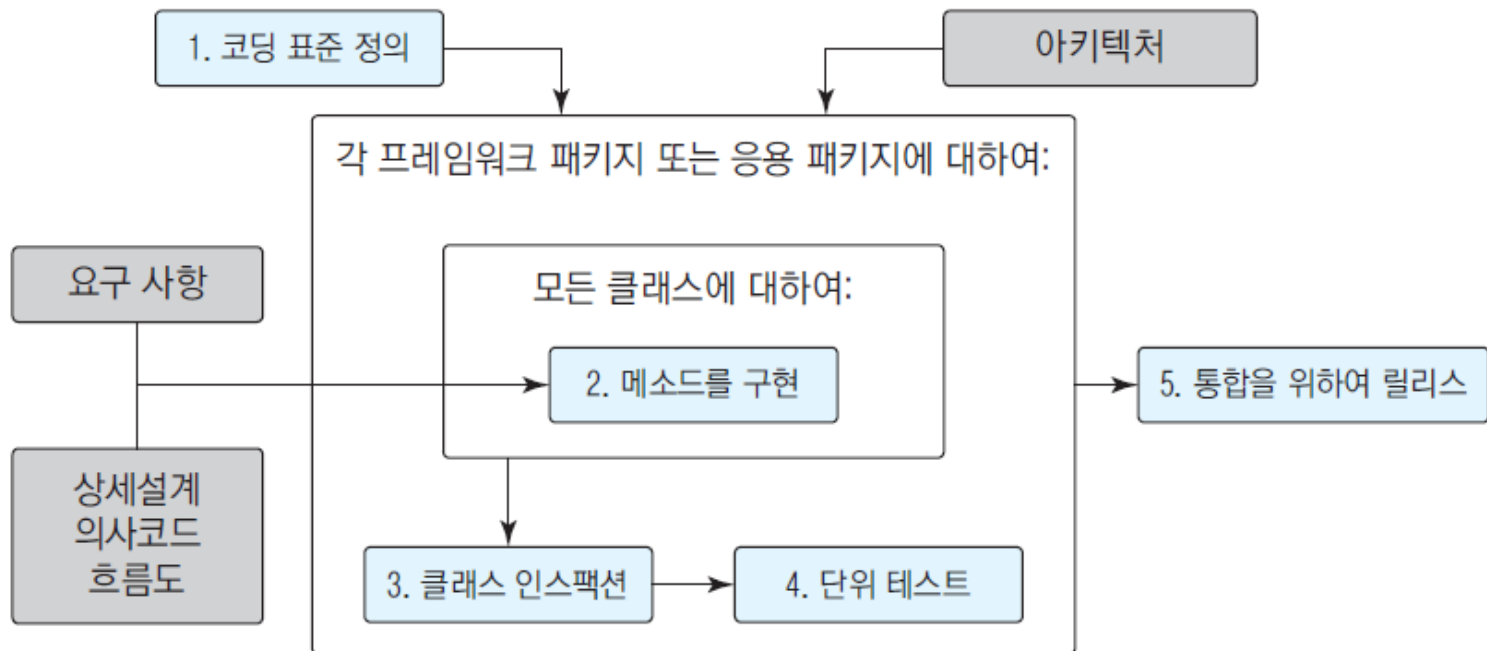 1. 코딩 표준 정의
아키텍처
각 프레임워크 패키지 또는 응용 패키지에 대하여:
요구 사항
모든 클래스에 대하여:
2. 메소드를 구현
5. 통합을 위하여 릴리스
상세설계
의사코드
흐름도
3. 클래스 인스팩션
4. 단위 테스트